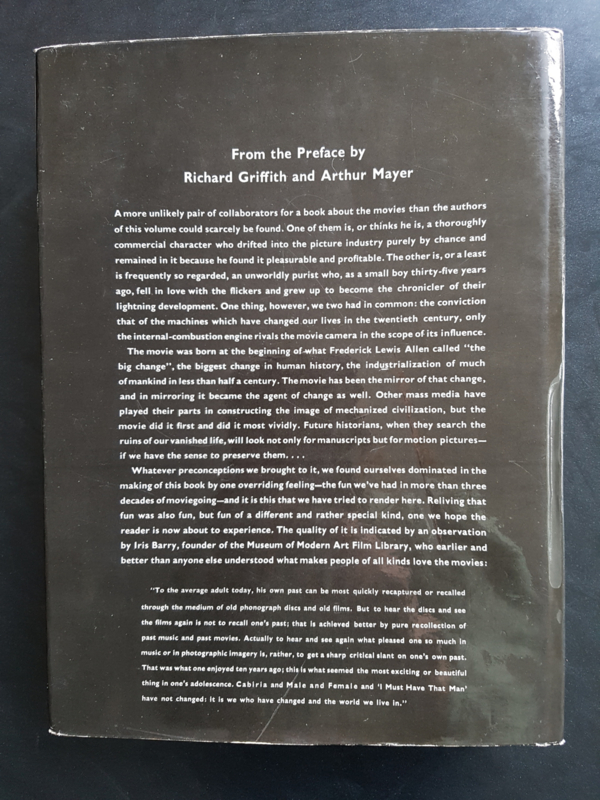 From the Preface by
Richard Griffith and Arthur Mayer
A more unlikely pair of collaborators for a book about the movies than the authors
of this volume could scarcely be found. One of them is, or thinks he is, a thoroughly
commercial character who drifted into the picture industry purely by chance and
remained in it because he found it pleasurable and profitable. The other is, or a least
is frequently so regarded, an unworldly purist who, as a small boy thirty-five years
ago, fell in love with the flickers and grew up to become the chronicler of their
lightning development. One thing, however, we two had in common: the conviction
that of the machines which have changed our lives in the twentieth century, only
the internal-combustion engine rivals the movie camera in the scope of its influence.
The movie was born at the beginning of what Frederick Lewis Allen called "the
big change", the biggest change in human history, the industrialization of much
of mankind in less than half a century. The movie has been the mirror of that change,
and in mirroring it became the agent of change as well. Other mass media have
played their parts in constructing the image of mechanized civilization, but the
movie did it first and did it most vividly. Future historians, when they search the
ruins of our vanished life, will look not only for manuscripts but for motion pictures—
if we have the sense to preserve them. . . .
Whatever preconceptions we brought to it, we found ourselves dominated in the
making of this book by one overriding feeling—the fun we've had in more than three
decades of moviegoing—and it is this that we have tried to render here. Reliving that
fun was also fun, but fun of a different and rather special kind, one we hope the
reader is now about to experience. The quality of it is indicated by an observation
by Iris Barry, founder of the Museum of Modern Art Film Library, who earlier and
better than anyone else understood what makes people of all kinds love the movies:
"To the average adult today, his own past can be most quickly recaptured or recalled
through the medium of old phonograph discs and old films. But to hear the discs and see
the films again is not to recall one's past; that is achieved better by pure recollection of
past music and past movies. Actually to hear and see again what pleased one so much in
music or in photographic imagery is, rather, to get a sharp critical slant on one's own past.
That was what one enjoyed ten years ago; this is what seemed the most exciting or beautiful
thing in one's adolescence. Cabiria and Male and Female and 'I Must Have That Man'
have not changed: it is we who have changed and the world we live in."